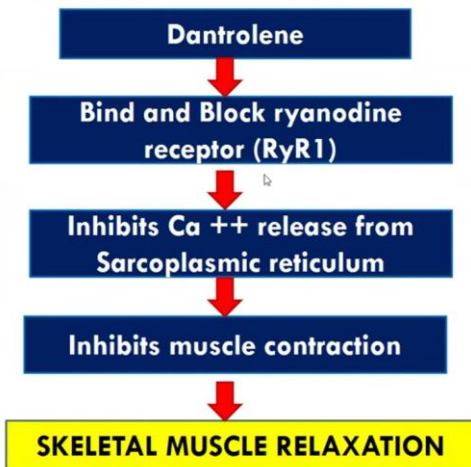 Dantrolene
Bind and Block ryanodine
receptor (RyR1)
Inhibits Ca ++ release from
Sarcoplasmic reticulum
Inhibits muscle contraction
SKELETAL MUSCLE RELAXATION